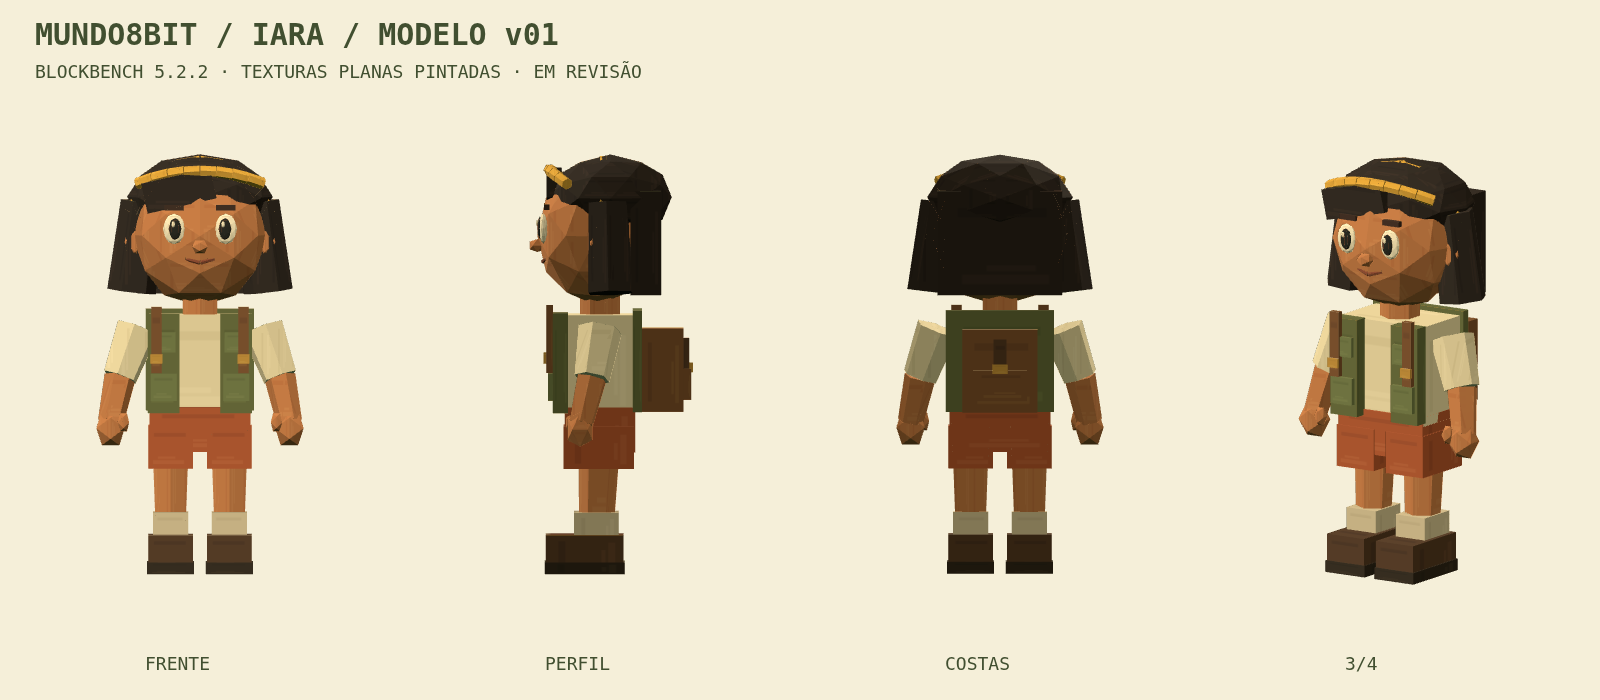 MUNDO8BIT / IARA / MODELO v01
BLOCKBENCH 5.2.2 · TEXTURAS PLANAS PINTADAS · EM REVISÃO
FRENTE
PERFIL
COSTAS
3/4